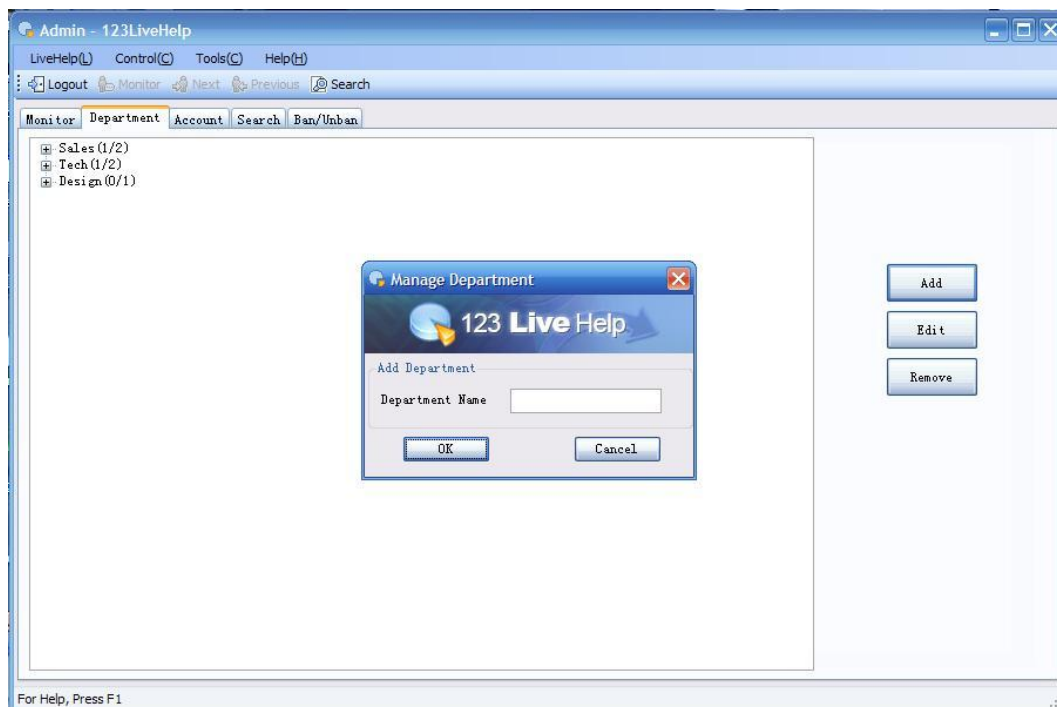 Admin - 123LiveHelp
LiveHelp(L) Control(C) Tools(C) Help(H)
Logout Monitor Next Previous Search
Monitor Department Account Search Ban/Unban
Sales(1/2)
Tech(1/2)
Design(0/1)
Manage Department
123 Live Help
Add Department
Department Name
OK Cancel
Add
Edit
Remove
For Help, Press F1